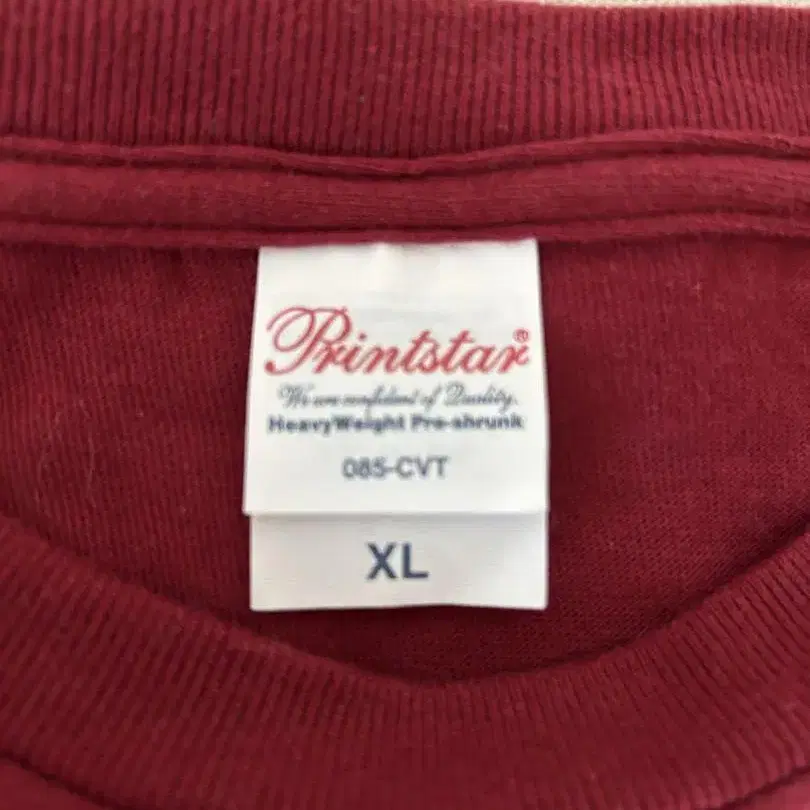 Printstar®
We are confident of Quality.
HeavyWeight Pre-shrunk
085-CVT
XL